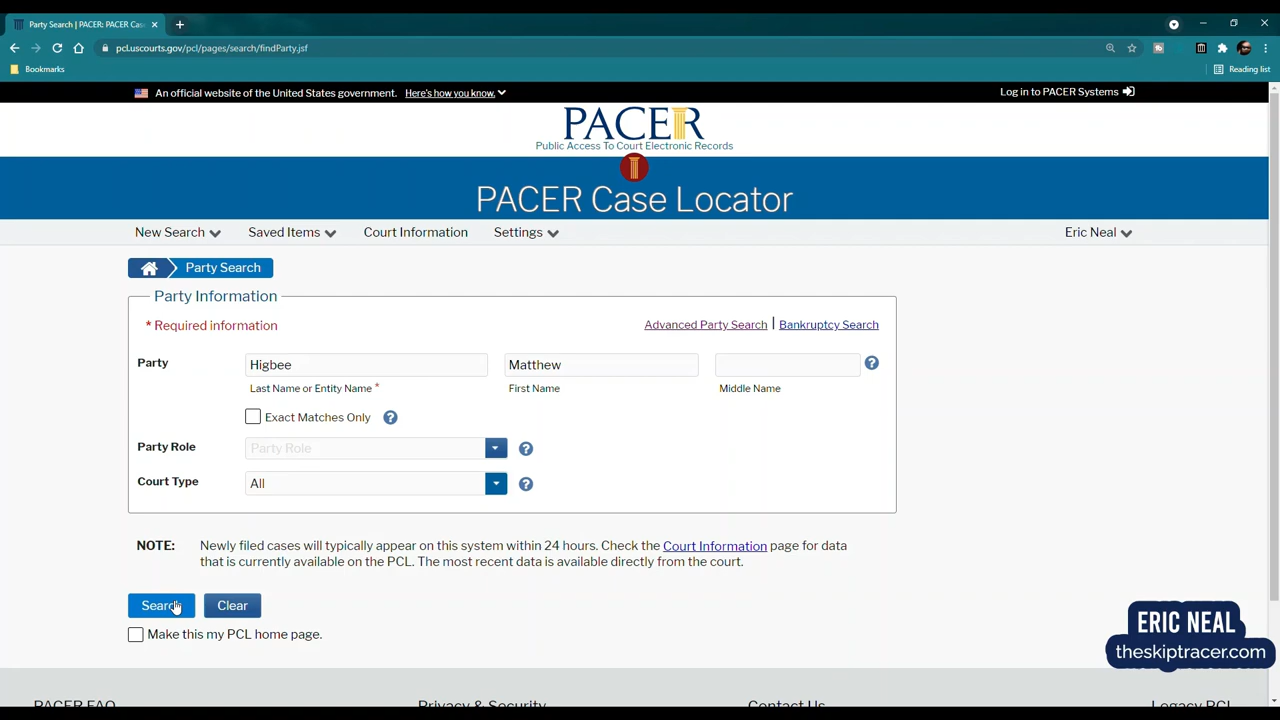 Party Search | PACER: PACER Cas
pcl.uscourts.gov/pcl/pages/search/findParty.jsf
Bookmarks
Reading list
An official website of the United States government. Here's how you know.
Log in to PACER Systems
PACER
Public Access To Court Electronic Records
PACER Case Locator
New Search
Saved Items
Court Information
Settings
Eric Neal
Party Search
Party Information
* Required information
Advanced Party Search | Bankruptcy Search
Party
Higbee
Matthew
Last Name or Entity Name *
First Name
Middle Name
Exact Matches Only
Party Role
Party Role
Court Type
All
NOTE: Newly filed cases will typically appear on this system within 24 hours. Check the Court Information page for data
that is currently available on the PCL. The most recent data is available directly from the court.
Search
Clear
Make this my PCL home page.
ERIC NEAL
theskiptracer.com
PACER FAQ
Privacy & Security
Contact Us
Legacy PCL